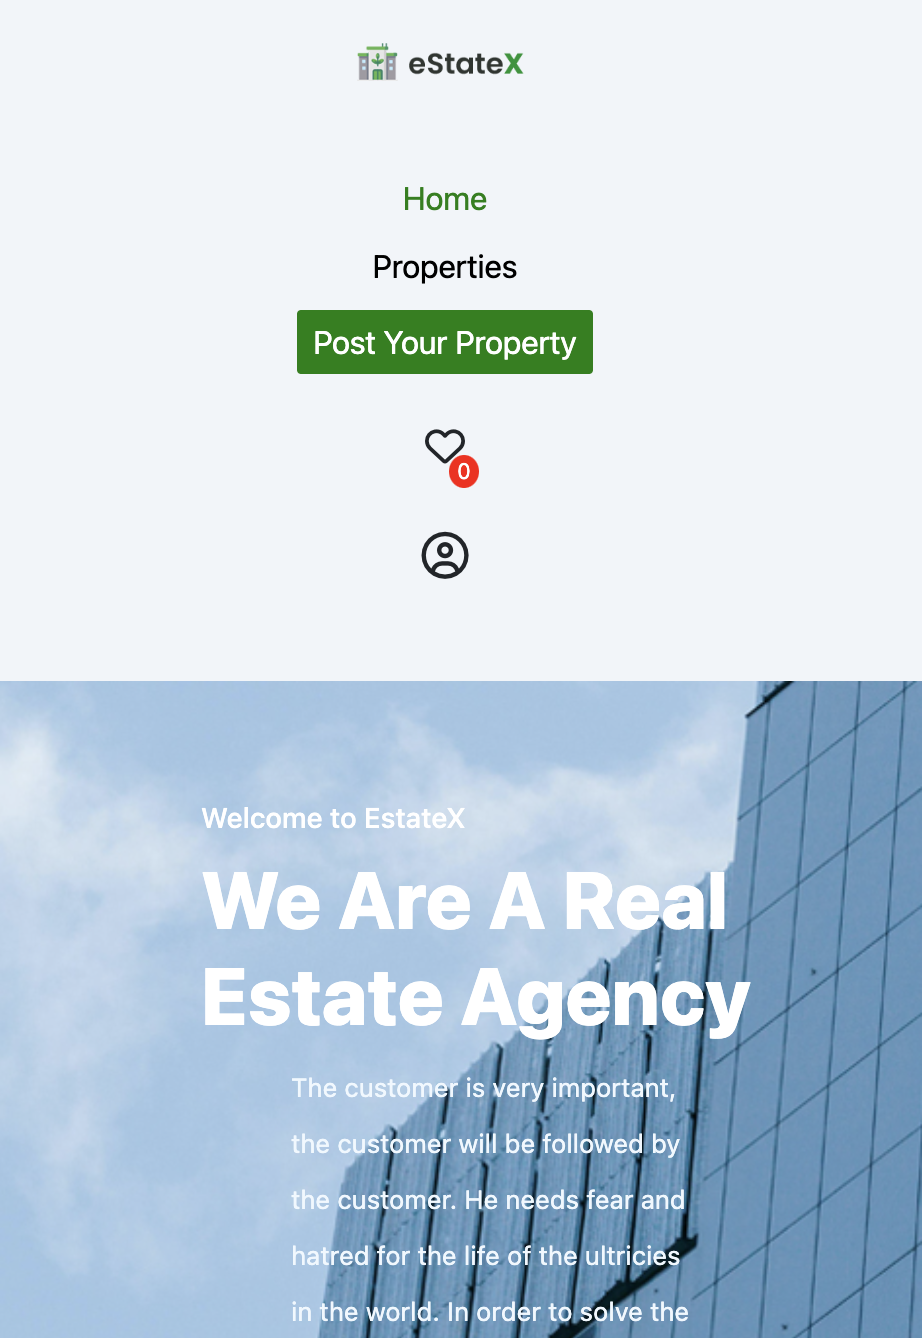 eStateX
Home
Properties
Post Your Property
0
Welcome to EstateX
We Are A Real
Estate Agency
The customer is very important,
the customer will be followed by
the customer. He needs fear and
hatred for the life of the ultricies
in the world. In order to solve the